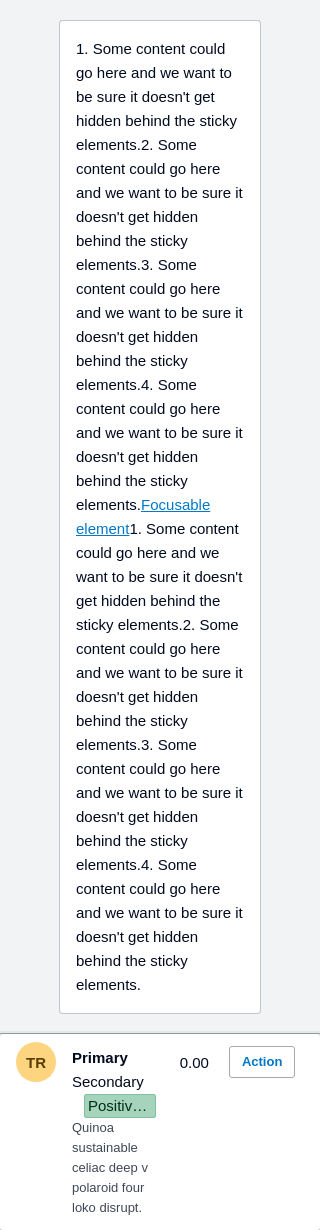 1. Some content could
go here and we want to
be sure it doesn't get
hidden behind the sticky
elements.2. Some
content could go here
and we want to be sure it
doesn't get hidden
behind the sticky
elements.3. Some
content could go here
and we want to be sure it
doesn't get hidden
behind the sticky
elements.4. Some
content could go here
and we want to be sure it
doesn't get hidden
behind the sticky
elements.Focusable
element1. Some content
could go here and we
want to be sure it doesn't
get hidden behind the
sticky elements.2. Some
content could go here
and we want to be sure it
doesn't get hidden
behind the sticky
elements.3. Some
content could go here
and we want to be sure it
doesn't get hidden
behind the sticky
elements.4. Some
content could go here
and we want to be sure it
doesn't get hidden
behind the sticky
elements.
TR
Primary
0.00
Action
Secondary
Positiv…
Quinoa
sustainable
celiac deep v
polaroid four
loko disrupt.